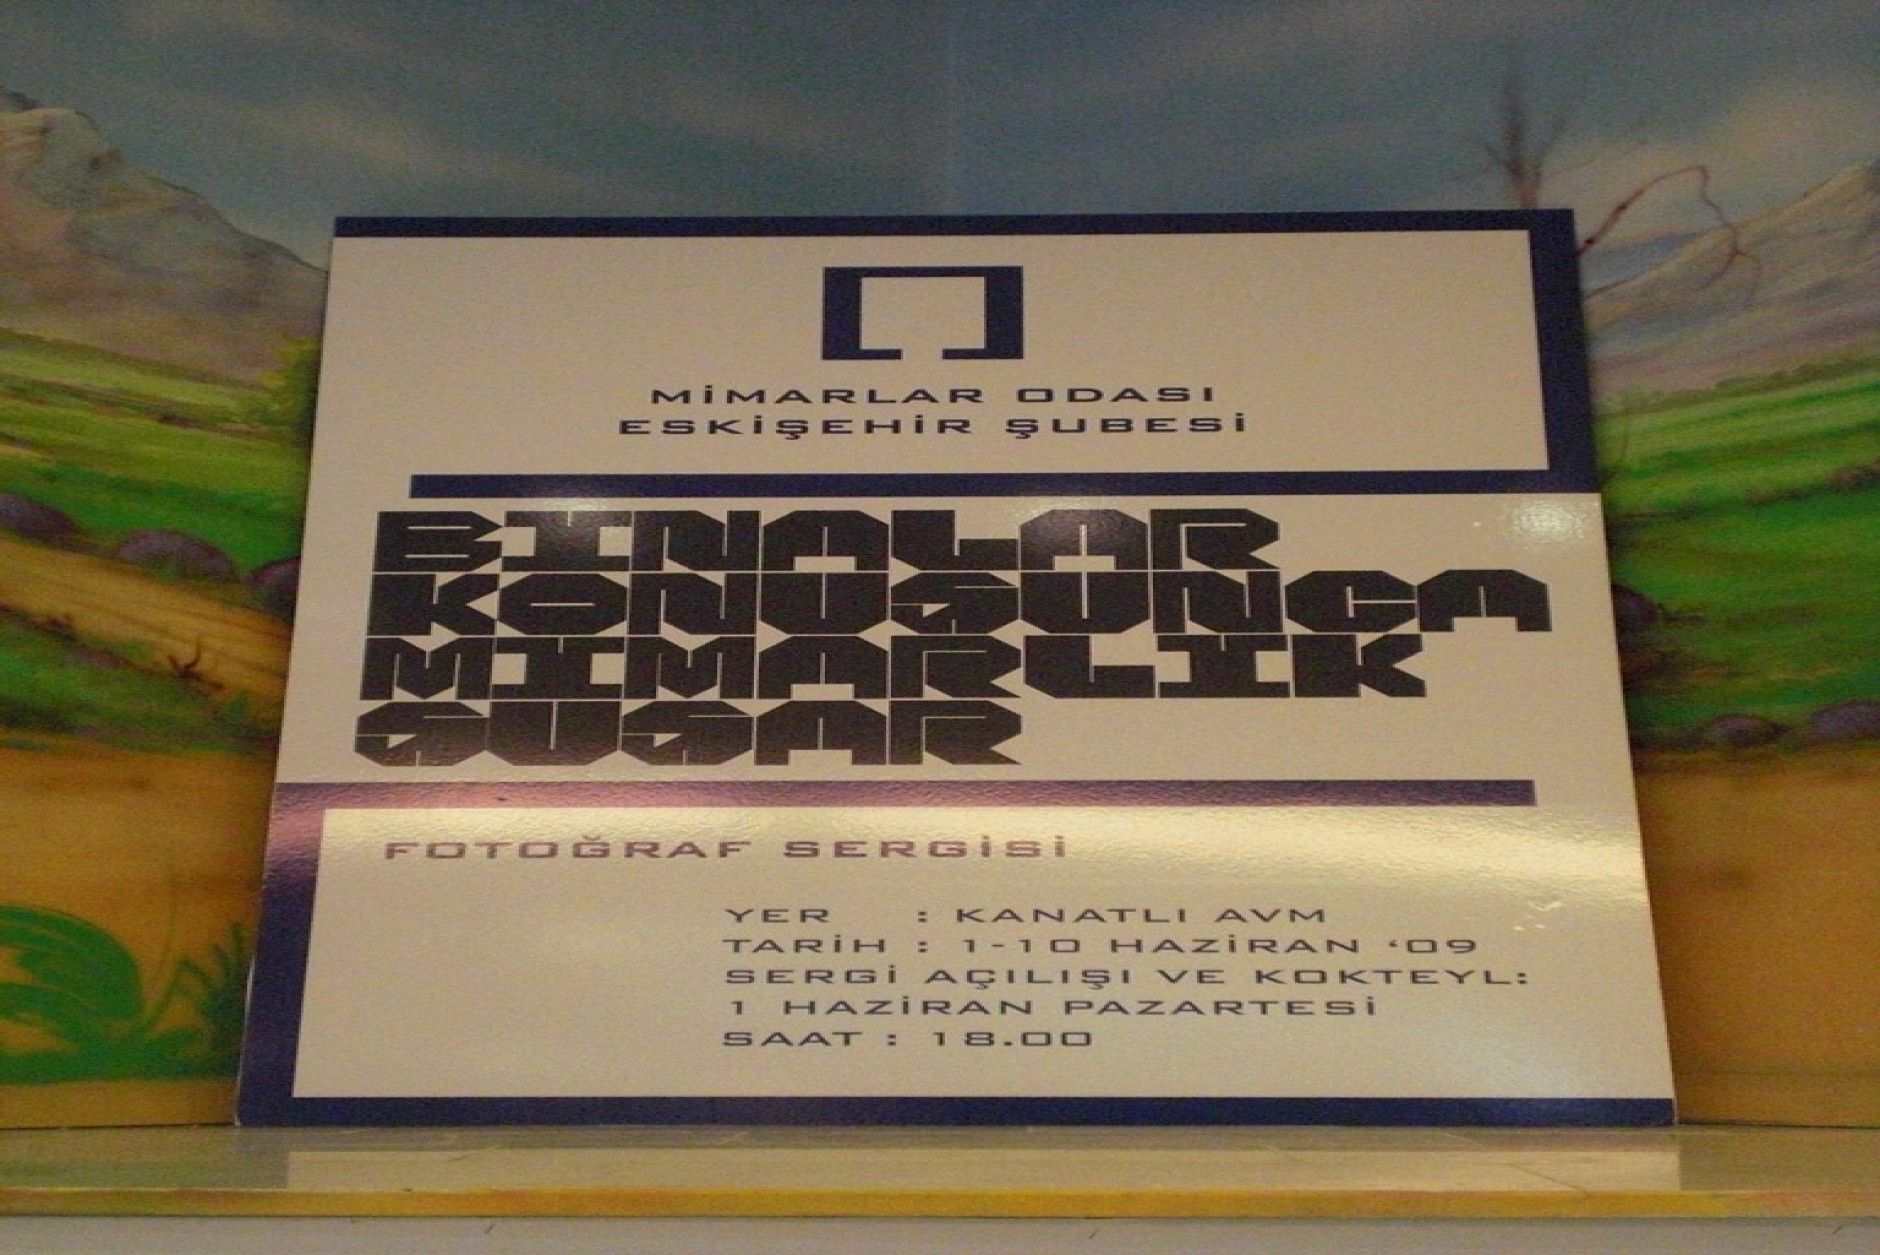 MİMARLAR ODASI
ESKİŞEHİR ŞUBESİ
BINALAR
KONUSUNCA
MIMARLIK
SUSAR
FOTOĞRAF SERGİSİ
YER : KANATLI AVM
TARİH : 1-10 HAZİRAN ‘09
SERGİ AÇILIŞI VE KOKTEYL:
1 HAZİRAN PAZARTESİ
SAAT : 18.00